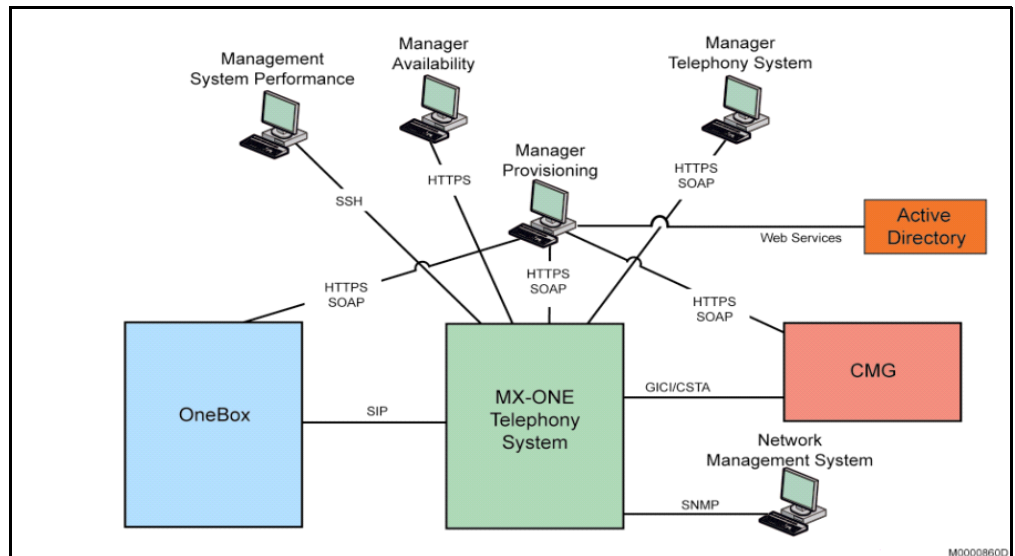 Management
System Performance
Manager
Availability
Manager
Telephony System
Manager
Provisioning
SSH
HTTPS
HTTPS
SOAP
Web Services
Active
Directory
HTTPS
SOAP
HTTPS
SOAP
HTTPS
SOAP
OneBox
SIP
MX-ONE
Telephony
System
GICI/CSTA
CMG
Network
Management System
SNMP
M0000860D